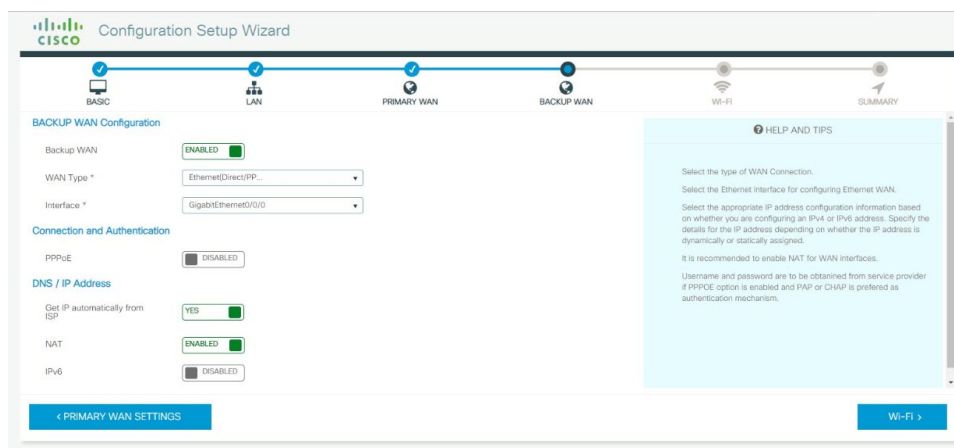 CISCO
Configuration Setup Wizard
BASIC
LAN
PRIMARY WAN
BACKUP WAN
WI-FI
SUMMARY
BACKUP WAN Configuration
Backup WAN
ENABLED
WAN Type *
Ethernet(Direct/PP...
Interface *
GigabitEthernet0/0/0
Connection and Authentication
PPPoE
DISABLED
DNS / IP Address
Get IP automatically from
ISP
YES
NAT
ENABLED
IPv6
DISABLED
HELP AND TIPS
Select the type of WAN Connection.
Select the Ethernet Interface for configuring Ethernet WAN.
Select the appropriate IP address configuration information based
on whether you are configuring an IPv4 or IPv6 address. Specify the
details for the IP address depending on whether the IP address is
dynamically or statically assigned.
It is recommended to enable NAT for WAN interfaces.
Username and password are to be obtanined from service provider
if PPPOE option is enabled and PAP or CHAP is prefered as
authentication mechanism.
< PRIMARY WAN SETTINGS
Wi-Fi >